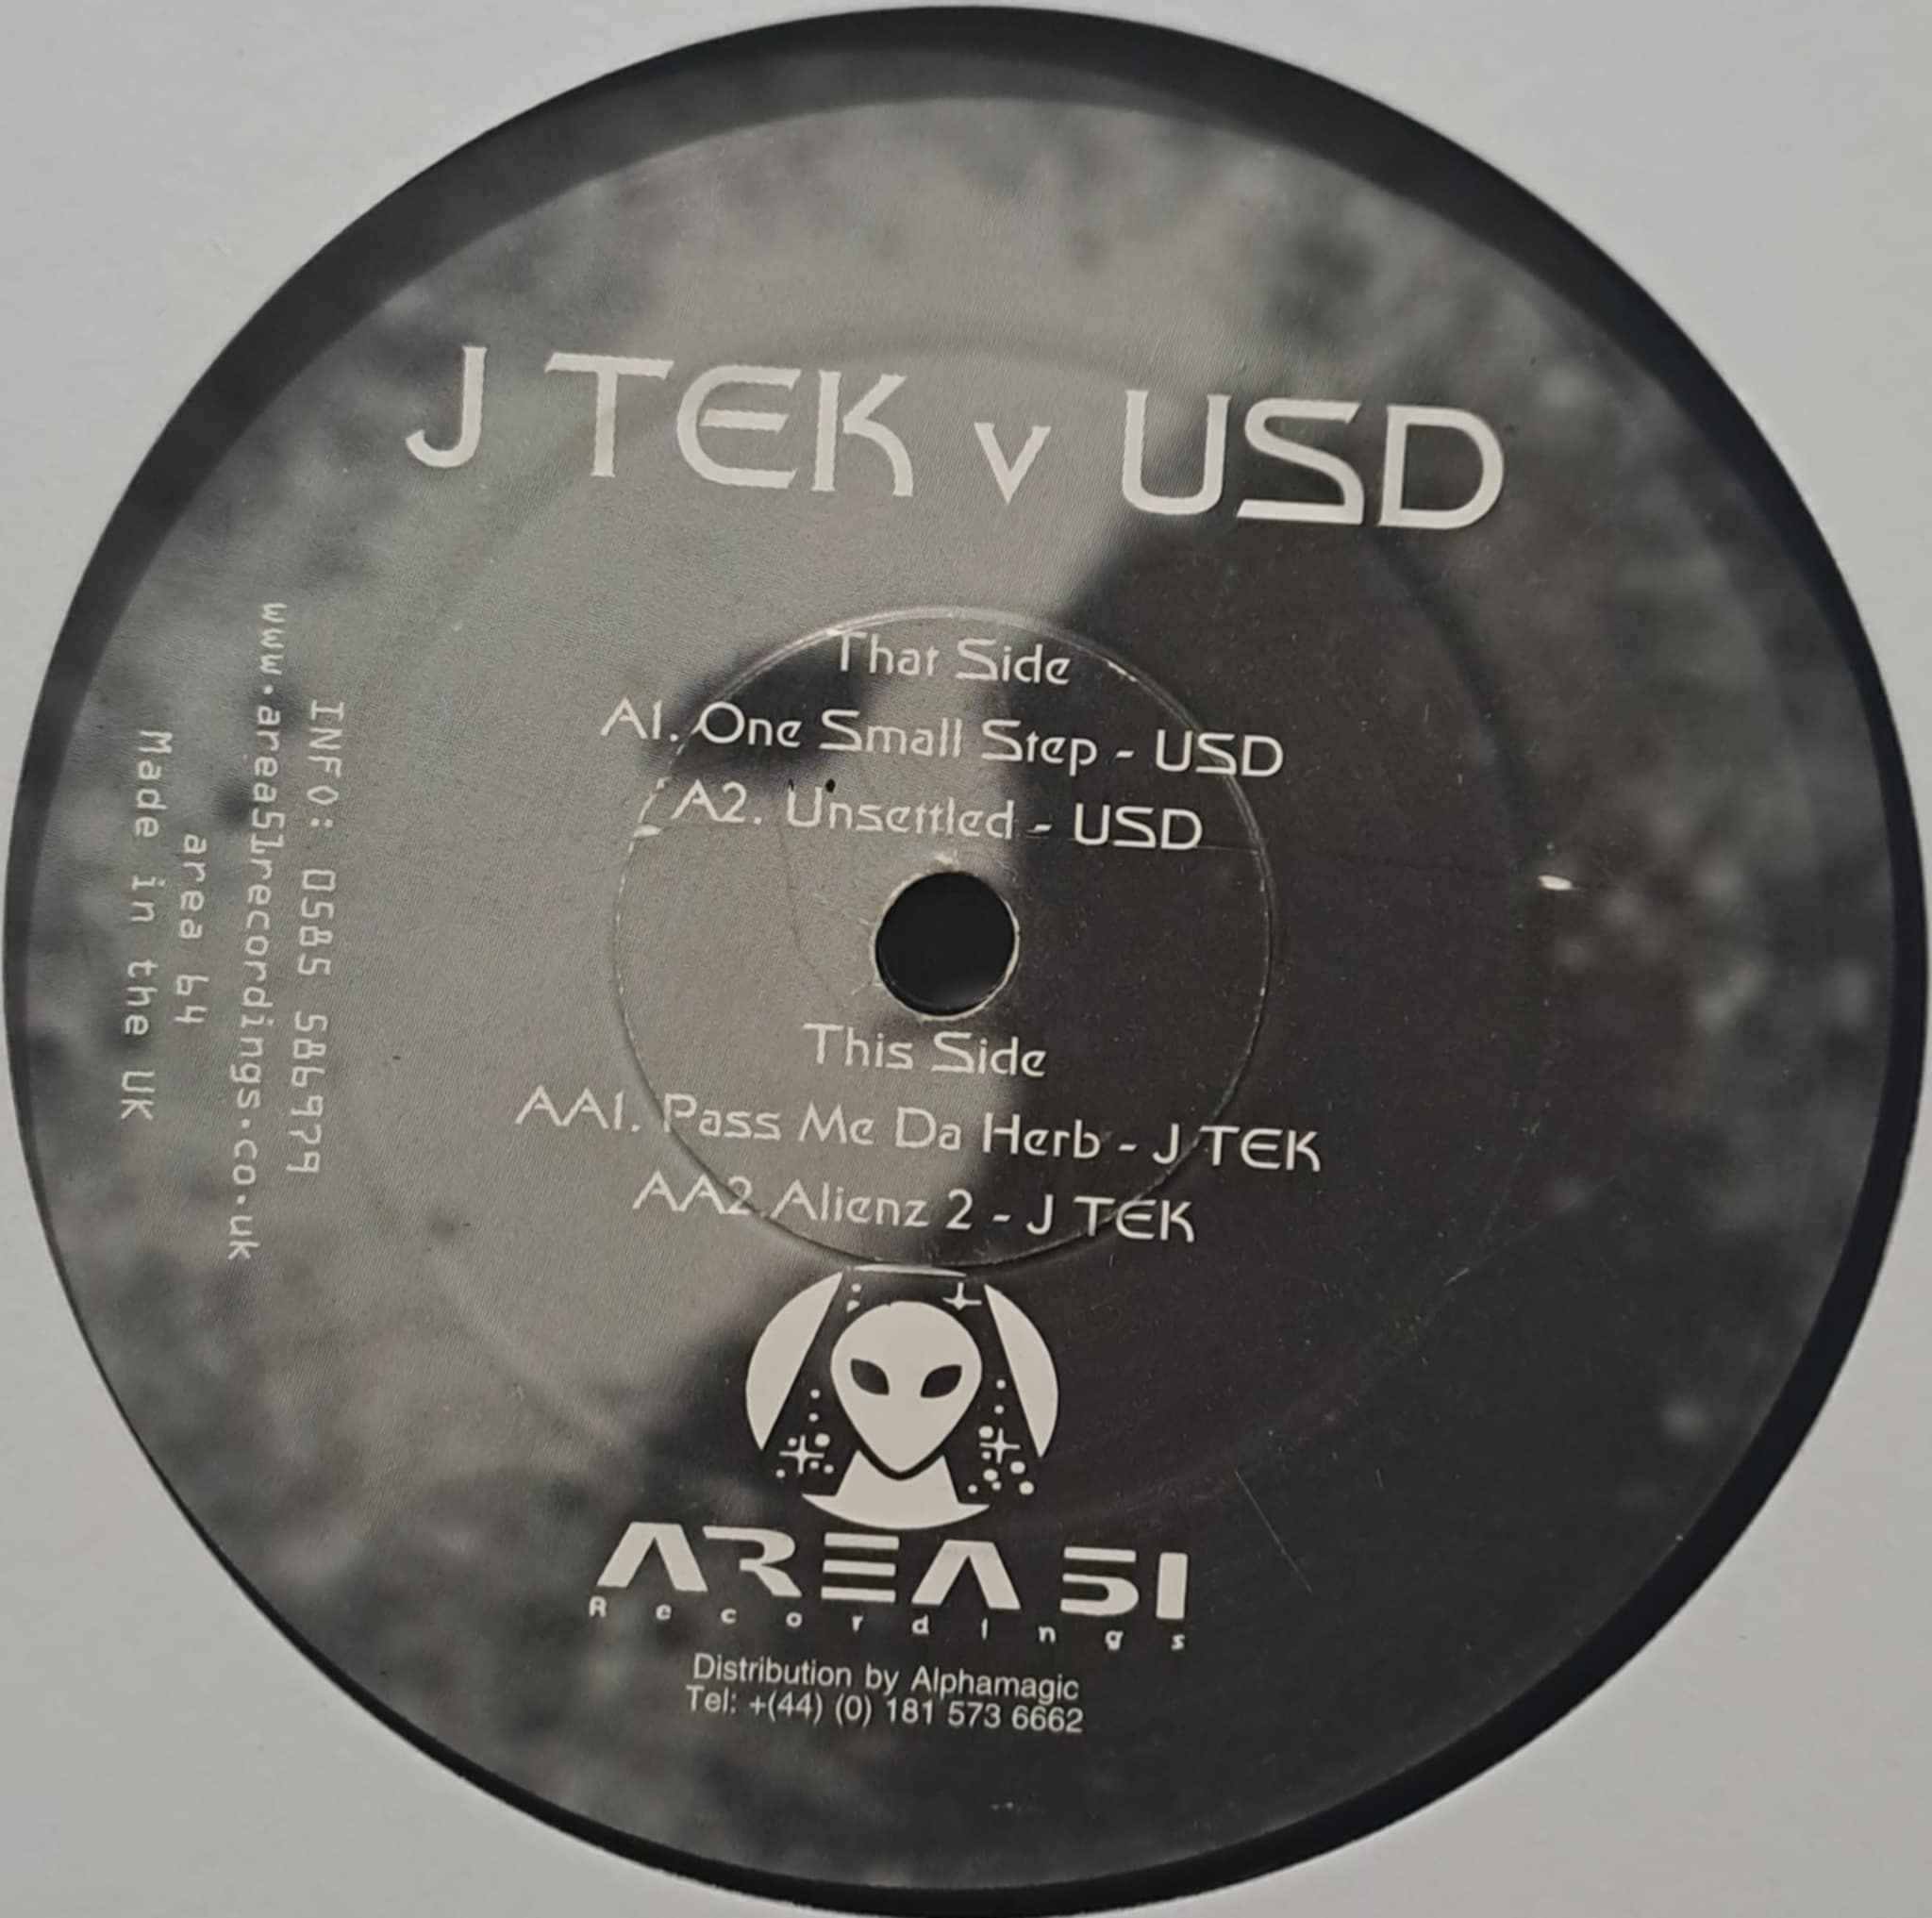 J TEK v USD
That Side
A1. One Small Step - USD
A2. Unsettled - USD
This Side
AA1. Pass Me Da Herb - J TEK
AA2. Alienz 2 - J TEK
AREA 51
Recordings
Distribution by Alphamagic
Tel: +(44) (0) 181 573 6662
INFO: 0585 586979
www.area51recordings.co.uk
area 64
Made in the UK